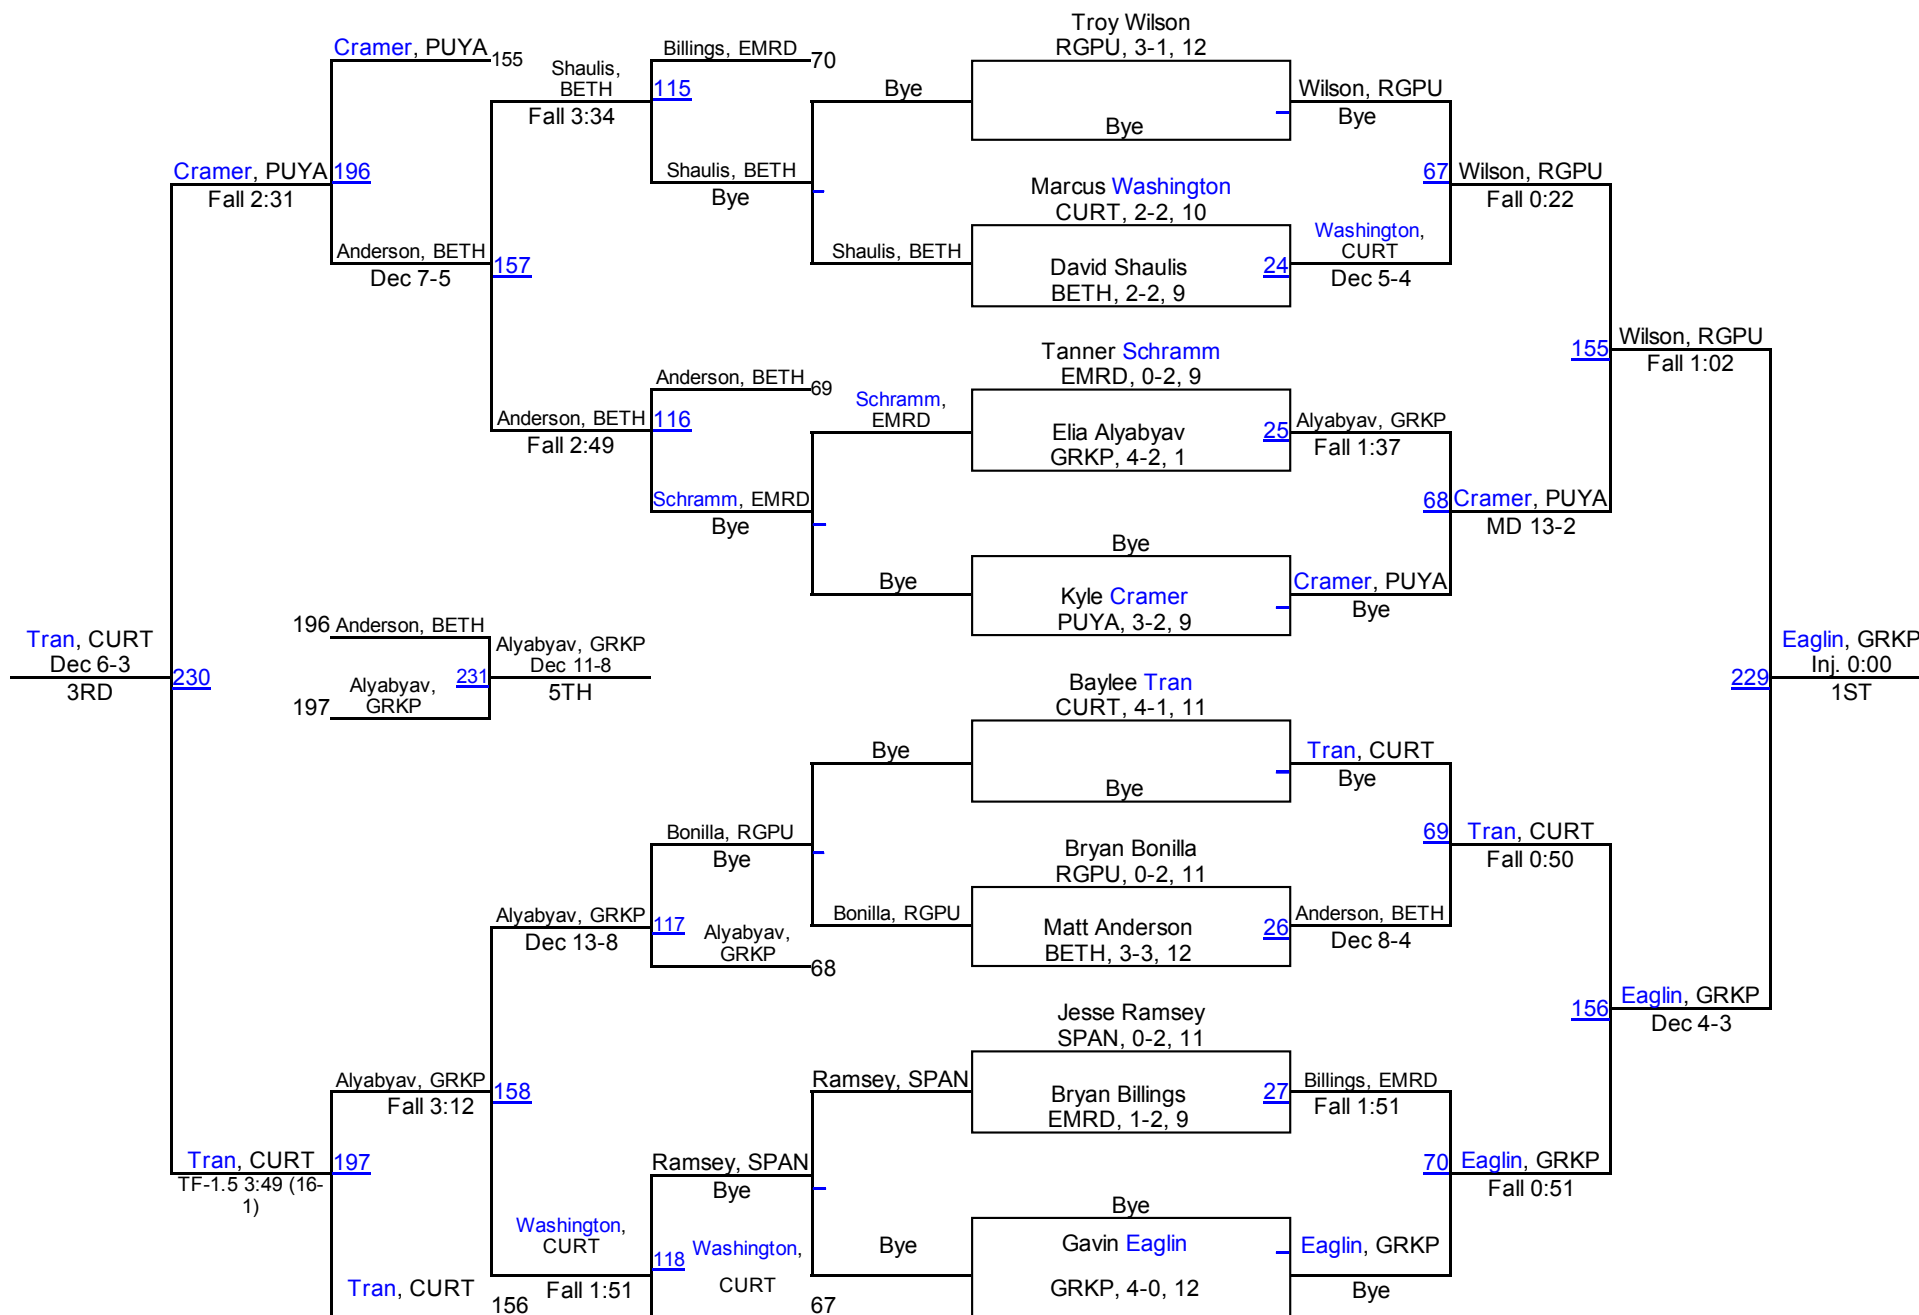 Troy Wilson
RGPU, 3-1, 12
Cramer, PUYA
155
Billings, EMRD
70
Shaulis,
BETH
115
Fall 3:34
Bye
Wilson, RGPU
Bye
Bye
Cramer, PUYA
196
Fall 2:31
Shaulis, BETH
Bye
Marcus Washington
CURT, 2-2, 10
67
Wilson, RGPU
Fall 0:22
Anderson, BETH
157
Dec 7-5
Shaulis, BETH
David Shaulis
BETH, 2-2, 9
24
Washington,
CURT
Dec 5-4
Tanner Schramm
EMRD, 0-2, 9
155
Wilson, RGPU
Fall 1:02
Anderson, BETH
69
Anderson, BETH
116
Fall 2:49
Schramm,
EMRD
Elia Alyabyav
GRKP, 4-2, 1
25
Alyabyav, GRKP
Fall 1:37
Schramm, EMRD
Bye
68
Cramer, PUYA
MD 13-2
Bye
Bye
Kyle Cramer
PUYA, 3-2, 9
Cramer, PUYA
Bye
Tran, CURT
Dec 6-3
3RD
230
196
Anderson, BETH
Alyabyav,
GRKP
197
231
Alyabyav, GRKP
Dec 11-8
5TH
229
Eaglin, GRKP
Inj. 0:00
1ST
Baylee Tran
CURT, 4-1, 11
Bye
Bye
Tran, CURT
Bye
Bonilla, RGPU
Bye
Bryan Bonilla
RGPU, 0-2, 11
69
Tran, CURT
Fall 0:50
Alyabyav, GRKP
117
Dec 13-8
Alyabyav,
GRKP
68
Bonilla, RGPU
Matt Anderson
BETH, 3-3, 12
26
Anderson, BETH
Dec 8-4
Jesse Ramsey
SPAN, 0-2, 11
156
Eaglin, GRKP
Dec 4-3
Alyabyav, GRKP
158
Fall 3:12
Ramsey, SPAN
Bryan Billings
EMRD, 1-2, 9
27
Billings, EMRD
Fall 1:51
Tran, CURT
197
TF-1.5 3:49 (16-
1)
Ramsey, SPAN
Bye
70
Eaglin, GRKP
Fall 0:51
Bye
Washington,
CURT
118
Fall 1:51
Washington,
CURT
67
Bye
Gavin Eaglin
GRKP, 4-0, 12
Eaglin, GRKP
Bye
Tran, CURT
156